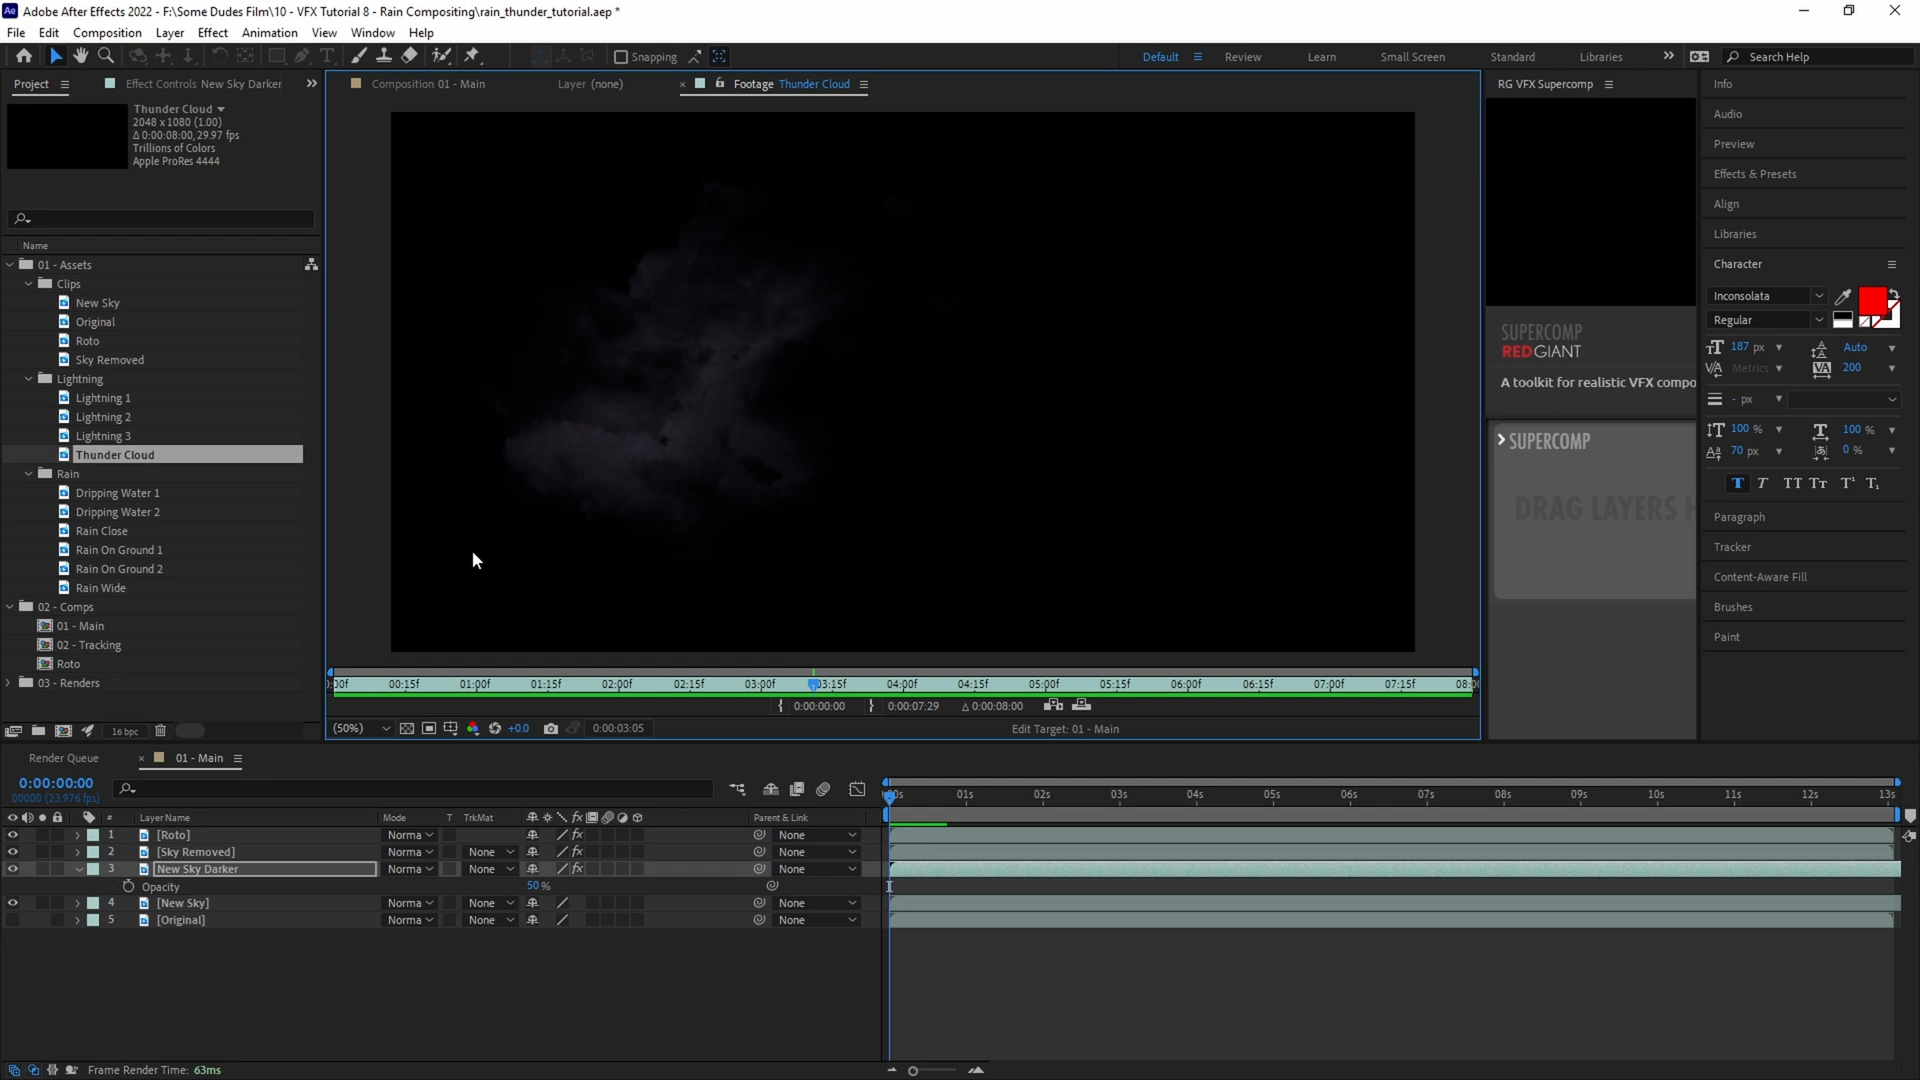 Adobe After Effects 2022 - F:\Some Dudes Film\10 - VFX Tutorial 8 - Rain Compositing\rain_thunder_tutorial.aep *
File Edit Composition Layer Effect Animation View Window Help
Snapping
Default Review Learn Small Screen Standard Libraries Search Help
Project Effect Controls New Sky Darker
Composition 01 - Main Layer (none) Footage Thunder Cloud
RG VFX Supercomp
Thunder Cloud
2048 x 1080 (1.00)
Δ 0:00:08:00, 29.97 fps
Trillions of Colors
Apple ProRes 4444
Name
01 - Assets
Clips
New Sky
Original
Roto
Sky Removed
Lightning
Lightning 1
Lightning 2
Lightning 3
Thunder Cloud
Rain
Dripping Water 1
Dripping Water 2
Rain Close
Rain On Ground 1
Rain On Ground 2
Rain Wide
02 - Comps
01 - Main
02 - Tracking
Roto
03 - Renders
16 bpc
00:15f 01:00f 01:15f 02:00f 02:15f 03:00f 03:15f 04:00f 04:15f 05:00f 05:15f 06:00f 06:15f 07:00f 07:15f
0:00:00:00 0:00:07:29 Δ 0:00:08:00
(50%) +0.0 0:00:03:05 Edit Target: 01 - Main
SUPERCOMP
REDGIANT
A toolkit for realistic VFX compo
SUPERCOMP
DRAG LAYERS H
Info
Audio
Preview
Effects & Presets
Align
Libraries
Character
Inconsolata
Regular
187 px Auto
Metrics 200
- px
100 % 100 %
70 px 0 %
T T TT Tт T¹ T₁
Paragraph
Tracker
Content-Aware Fill
Brushes
Paint
Render Queue 01 - Main
0:00:00:00
00000 (23.976 fps)
01s 02s 03s 04s 05s 06s 07s 08s 09s 10s 11s 12s 13s
# Layer Name Mode T TrkMat fx Parent & Link
1 [Roto] Norma fx None
2 [Sky Removed] Norma None fx None
3 New Sky Darker Norma None fx None
Opacity 50 %
4 [New Sky] Norma None None
5 [Original] Norma None None
Frame Render Time: 63ms